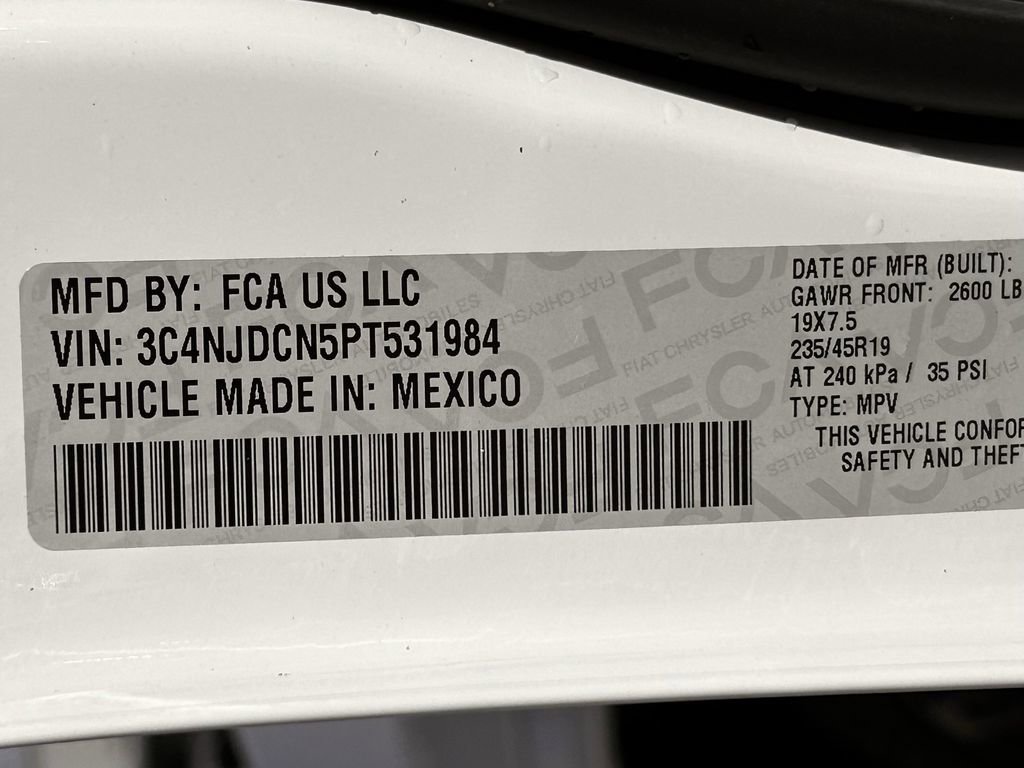 MFD BY: FCA US LLC
VIN: 3C4NJDCN5PT531984
VEHICLE MADE IN: MEXICO
DATE OF MFR (BUILT):
GAWR FRONT: 2600 LB
19X7.5
235/45R19
AT 240 kPa / 35 PSI
TYPE: MPV
THIS VEHICLE CONFOR
SAFETY AND THEFT